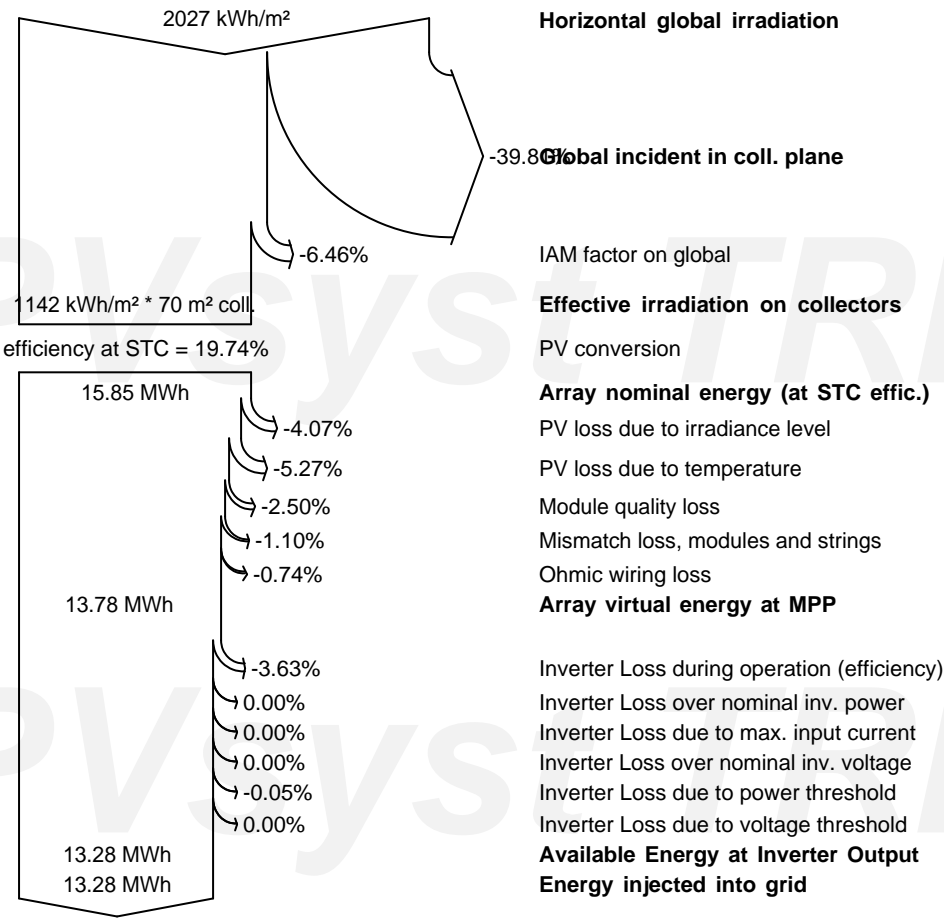 2027 kWh/m² Horizontal global irradiation
-39.81% Global incident in coll. plane
-6.46% IAM factor on global
1142 kWh/m² * 70 m² coll. Effective irradiation on collectors
efficiency at STC = 19.74% PV conversion
15.85 MWh Array nominal energy (at STC effic.)
-4.07% PV loss due to irradiance level
-5.27% PV loss due to temperature
-2.50% Module quality loss
-1.10% Mismatch loss, modules and strings
-0.74% Ohmic wiring loss
13.78 MWh Array virtual energy at MPP
-3.63% Inverter Loss during operation (efficiency)
0.00% Inverter Loss over nominal inv. power
0.00% Inverter Loss due to max. input current
0.00% Inverter Loss over nominal inv. voltage
-0.05% Inverter Loss due to power threshold
0.00% Inverter Loss due to voltage threshold
13.28 MWh Available Energy at Inverter Output
13.28 MWh Energy injected into grid
PVsyst TRI
PVsyst TRI